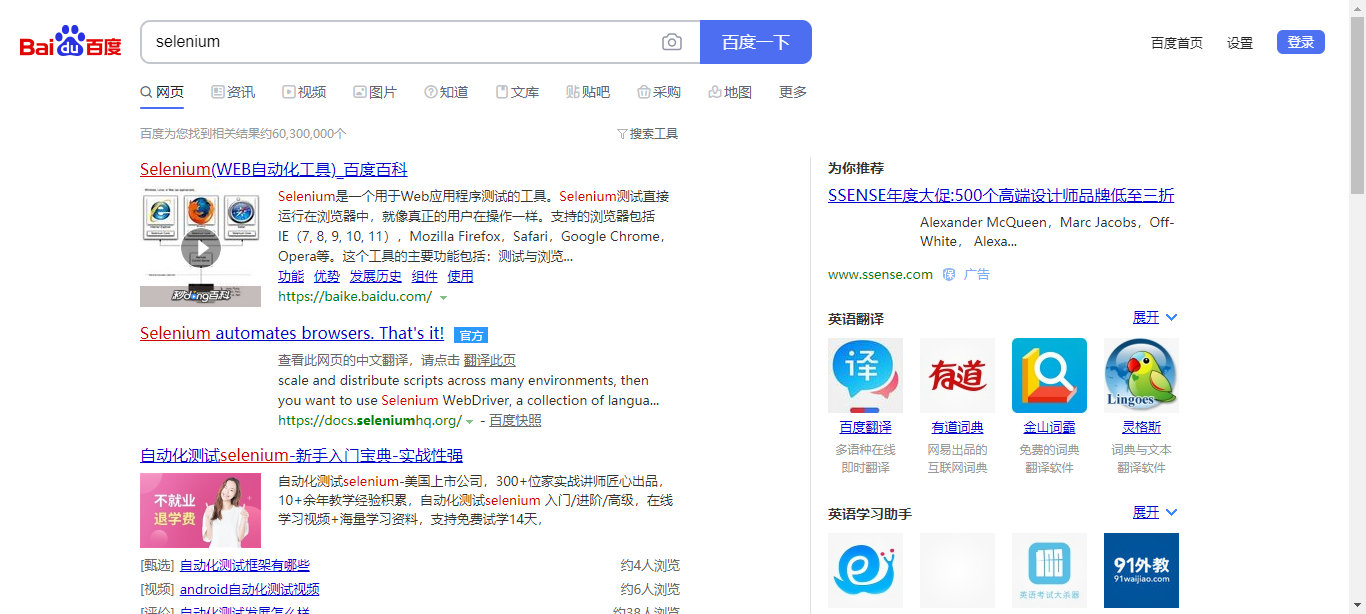 Bai du 百度
selenium
百度一下
百度首页 设置 登录
网页 资讯 视频 图片 知道 文库 贴吧 采购 地图 更多
百度为您找到相关结果约60,300,000个
搜索工具
Selenium(WEB自动化工具)_百度百科
Selenium是一个用于Web应用程序测试的工具。Selenium测试直接
运行在浏览器中，就像真正的用户在操作一样。支持的浏览器包括
IE（7, 8, 9, 10, 11），Mozilla Firefox，Safari，Google Chrome，
Opera等。这个工具的主要功能包括：测试与浏览...
功能 优势 发展历史 组件 使用
https://baike.baidu.com/
秒dǒng百科
Selenium automates browsers. That's it! 官方
查看此网页的中文翻译，请点击 翻译此页
scale and distribute scripts across many environments, then
you want to use Selenium WebDriver, a collection of langua...
https://docs.seleniumhq.org/ - 百度快照
自动化测试selenium-新手入门宝典-实战性强
不就业
退学费
自动化测试selenium-美国上市公司，300+位家实战讲师匠心出品，
10+余年教学经验积累，自动化测试selenium 入门/进阶/高级，在线
学习视频+海量学习资料，支持免费试学14天，
[甄选] 自动化测试框架有哪些 约4人浏览
[视频] android自动化测试视频 约6人浏览
[评价] 自动化测试发展怎么样 约38人浏览
为你推荐
SSENSE年度大促:500个高端设计师品牌低至三折
Alexander McQueen，Marc Jacobs，Off-
White， Alexa...
www.ssense.com 保 广告
英语翻译 展开
译 有道 Lingoes
百度翻译 有道词典 金山词霸 灵格斯
多语种在线 网易出品的 免费的词典 词典与文本
即时翻译 互联网词典 翻译软件 翻译软件
英语学习助手 展开
英语考试大杀器
91外教
91waijiao.com